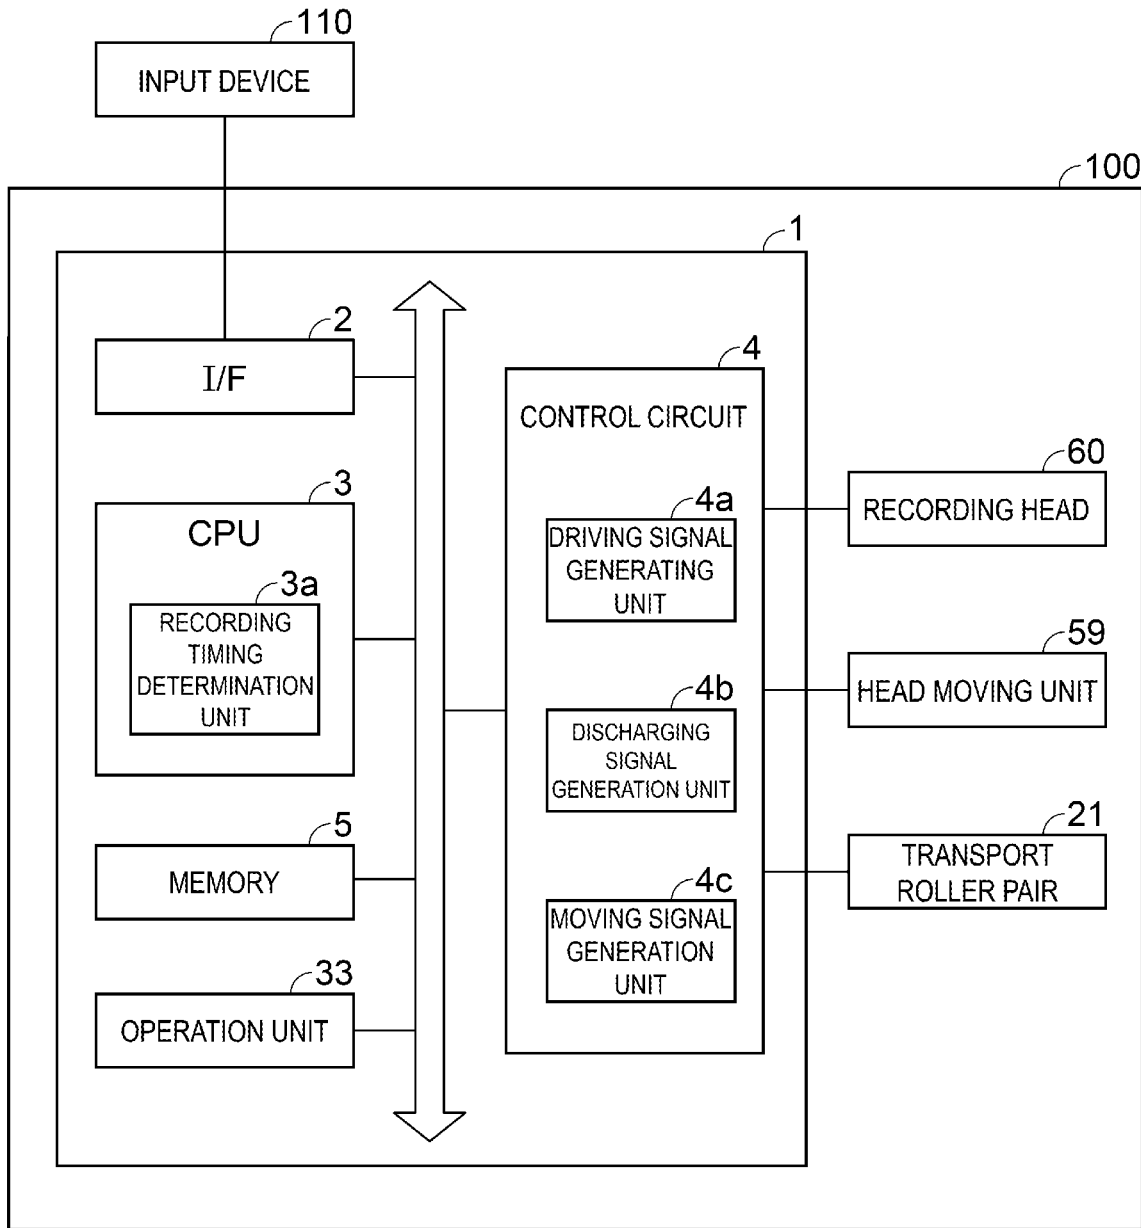 110
INPUT DEVICE
100
1
2
I/F
4
CONTROL CIRCUIT
3
CPU
3a
RECORDING
TIMING
DETERMINATION
UNIT
4a
DRIVING SIGNAL
GENERATING
UNIT
4b
DISCHARGING
SIGNAL
GENERATION UNIT
4c
MOVING SIGNAL
GENERATION
UNIT
5
MEMORY
33
OPERATION UNIT
60
RECORDING HEAD
59
HEAD MOVING UNIT
21
TRANSPORT
ROLLER PAIR